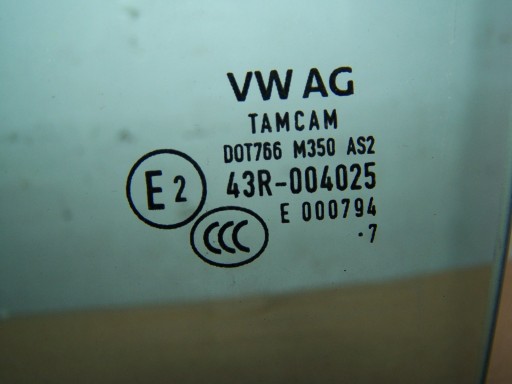 VW AG
TAMCAM
DOT766 M350 AS2
E2 43R-004025
E 000794
CCC
·7